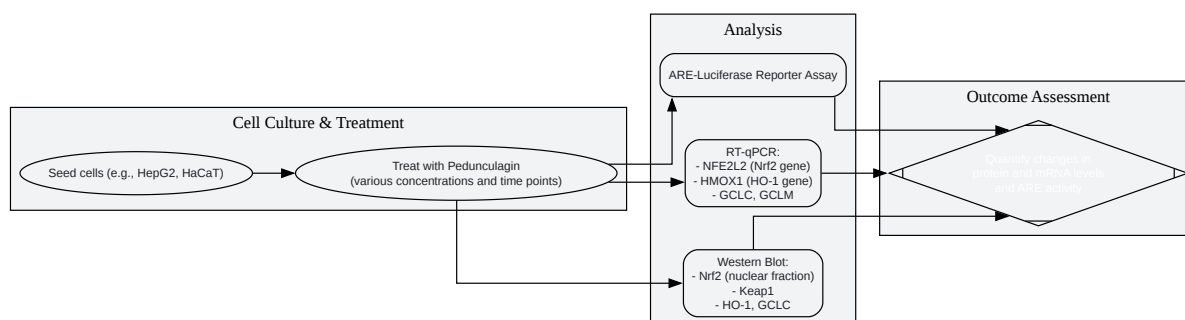 Cell Culture & Treatment
Seed cells (e.g., HepG2, HaCaT)
Treat with Pedunculagin
(various concentrations and time points)
Analysis
ARE-Luciferase Reporter Assay
RT-qPCR:
- NFE2L2 (Nrf2 gene)
- HMOX1 (HO-1 gene)
- GCLC, GCLM
Western Blot:
- Nrf2 (nuclear fraction)
- Keap1
- HO-1, GCLC
Outcome Assessment
Quantify changes in
protein and mRNA levels
and ARE activity